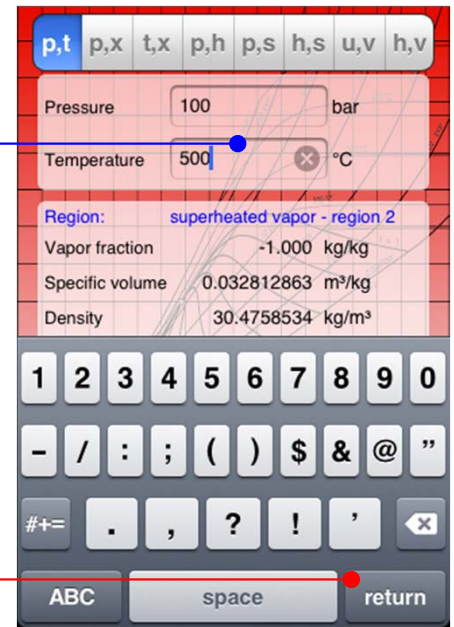 p,t p,x t,x p,h p,s h,s u,v h,v
Pressure 100 bar
Temperature 500 °C
Region: superheated vapor - region 2
Vapor fraction -1.000 kg/kg
Specific volume 0.032812863 m³/kg
Density 30.4758534 kg/m³
1 2 3 4 5 6 7 8 9 0
- / : ; ( ) $ & @ ”
#+= . , ? ! ’
ABC space return